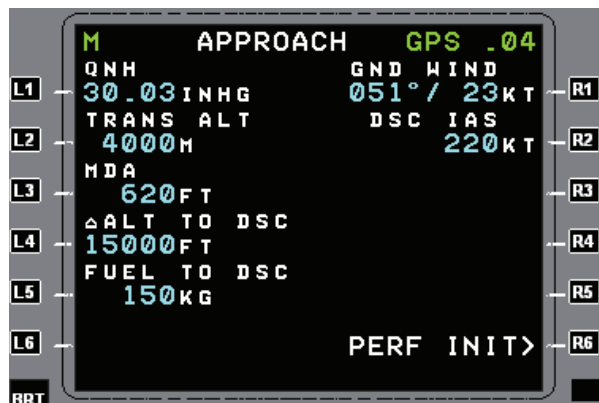 M APPROACH GPS .04
QNH GND WIND
L1 30.03INHG 051°/ 23KT R1
TRANS ALT DSC IAS
L2 4000M 220KT R2
MDA
L3 620FT R3
△ALT TO DSC
L4 15000FT R4
FUEL TO DSC
L5 150KG R5
L6 PERF INIT> R6
BRT